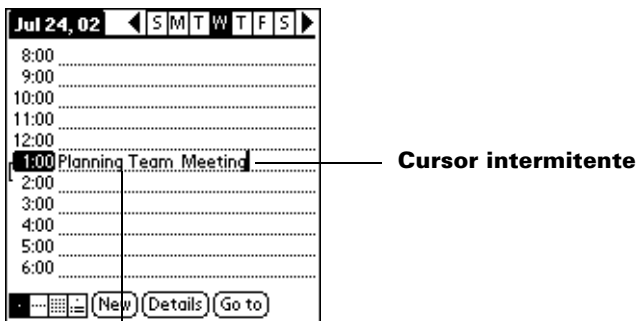 Jul 24, 02 S M T W T F S
8:00
9:00
10:00
11:00
12:00
1:00 Planning Team Meeting
2:00
3:00
4:00
5:00
6:00
New Details Go to
Cursor intermitente